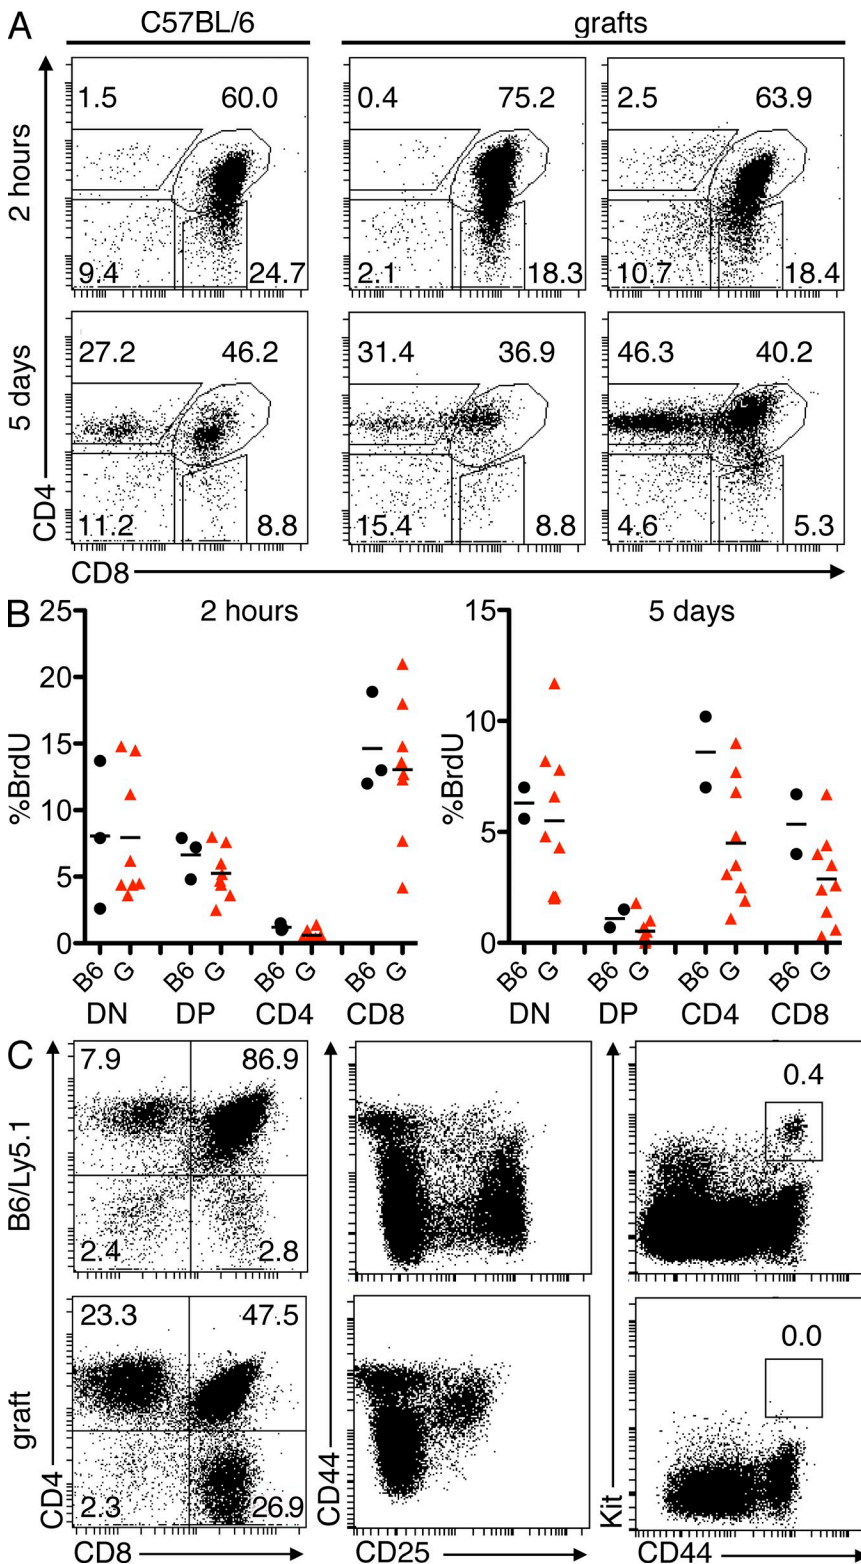 A
C57BL/6
grafts
2 hours
1.5 60.0
9.4 24.7
0.4 75.2
2.1 18.3
2.5 63.9
10.7 18.4
5 days
27.2 46.2
11.2 8.8
31.4 36.9
15.4 8.8
46.3 40.2
4.6 5.3
CD4
CD8
B
2 hours
%BrdU
25
20
15
10
5
0
B6 G B6 G B6 G B6 G
DN DP CD4 CD8
5 days
%BrdU
15
10
5
0
B6 G B6 G B6 G B6 G
DN DP CD4 CD8
C
B6/Ly5.1
7.9 86.9
2.4 2.8
0.4
graft
23.3 47.5
2.3 26.9
0.0
CD4
CD8
CD44
CD25
Kit
CD44